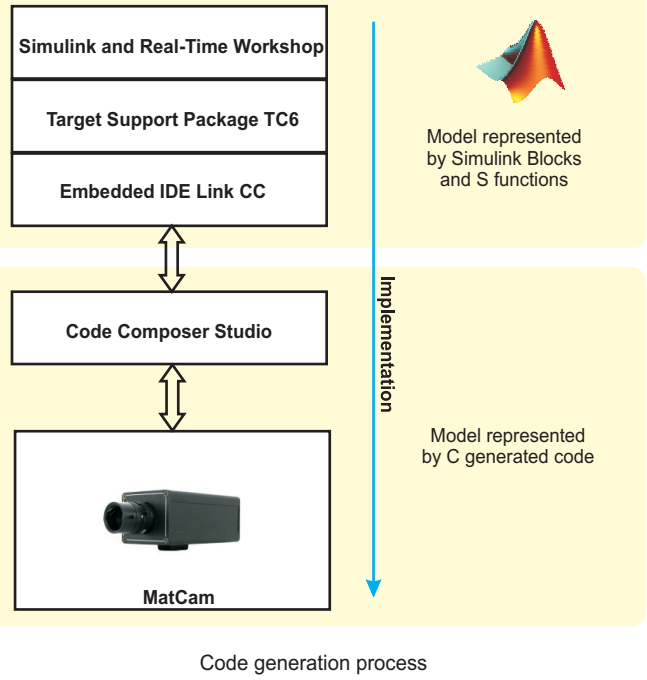 Simulink and Real-Time Workshop
Target Support Package TC6
Embedded IDE Link CC
Model represented
by Simulink Blocks
and S functions
Implementation
Code Composer Studio
Model represented
by C generated code
MatCam
Code generation process